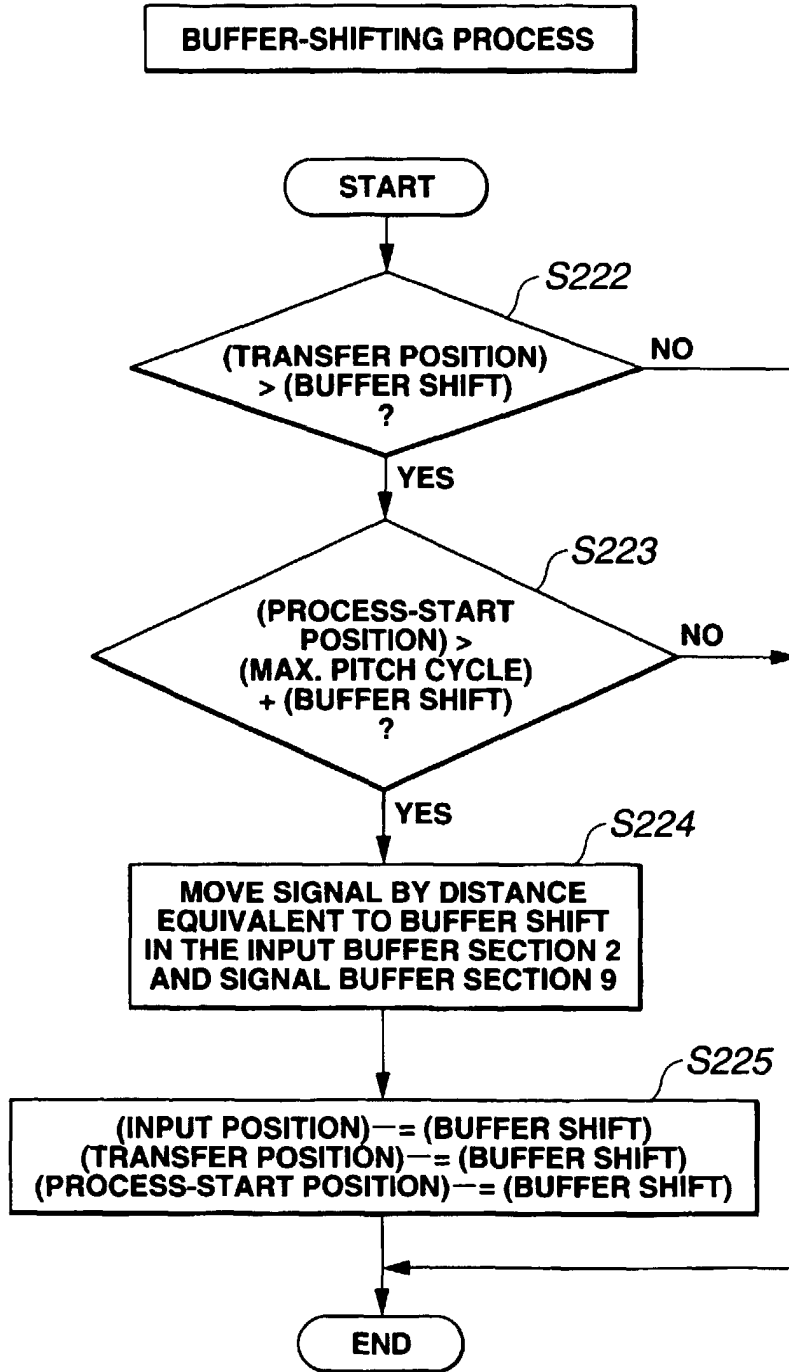 BUFFER-SHIFTING PROCESS
START
S222
(TRANSFER POSITION)
> (BUFFER SHIFT)
?
NO
YES
S223
(PROCESS-START
POSITION) >
(MAX. PITCH CYCLE)
+ (BUFFER SHIFT)
?
NO
YES
S224
MOVE SIGNAL BY DISTANCE
EQUIVALENT TO BUFFER SHIFT
IN THE INPUT BUFFER SECTION 2
AND SIGNAL BUFFER SECTION 9
S225
(INPUT POSITION)—= (BUFFER SHIFT)
(TRANSFER POSITION)—= (BUFFER SHIFT)
(PROCESS-START POSITION)—= (BUFFER SHIFT)
END